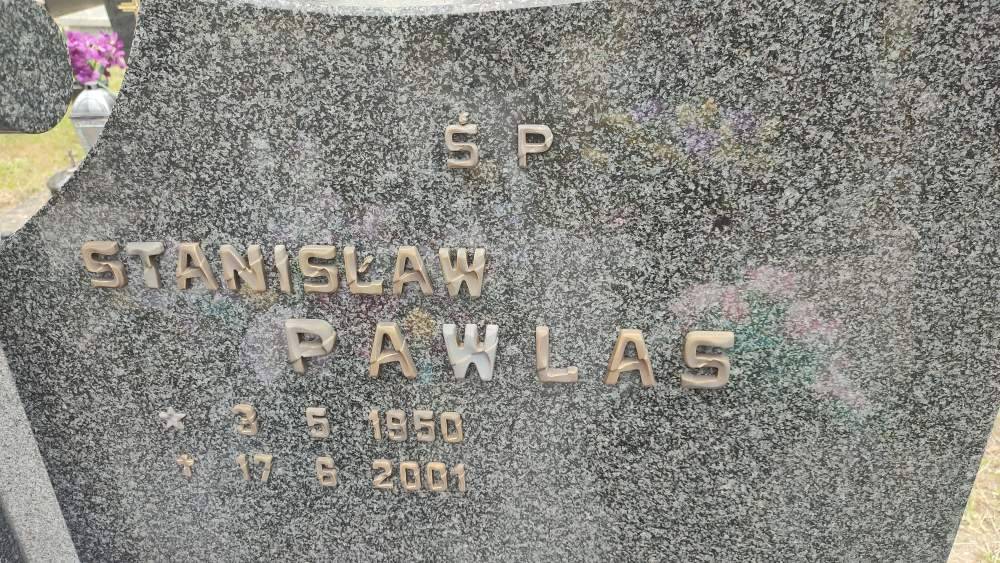 Ś P
STANISŁAW
PAWLAS
* 3 5 1950
† 17 6 2001